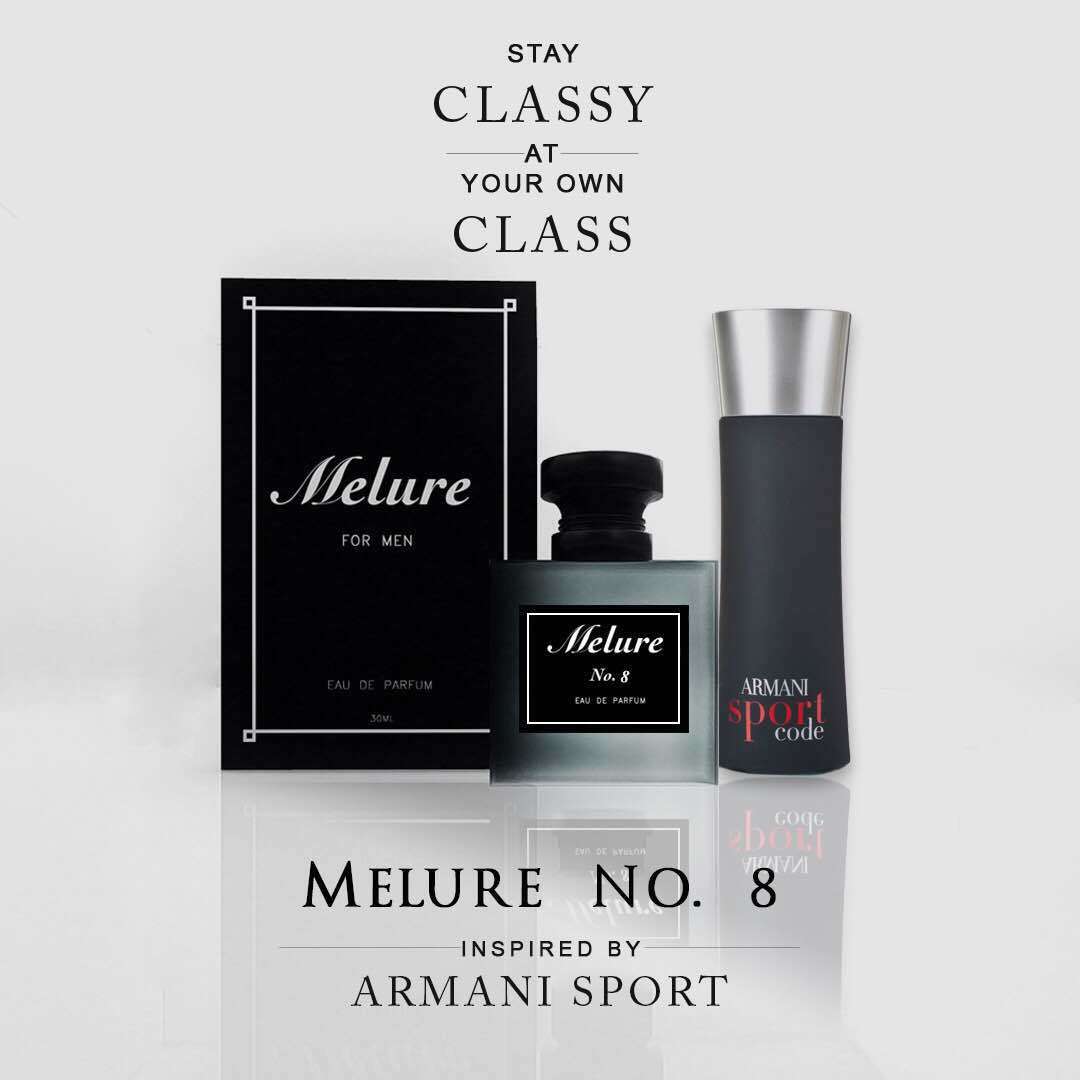 STAY
CLASSY
AT
YOUR OWN
CLASS
Melure
FOR MEN
EAU DE PARFUM
30ML
Melure
No. 8
EAU DE PARFUM
ARMANI
sport
code
MELURE NO. 8
INSPIRED BY
ARMANI SPORT